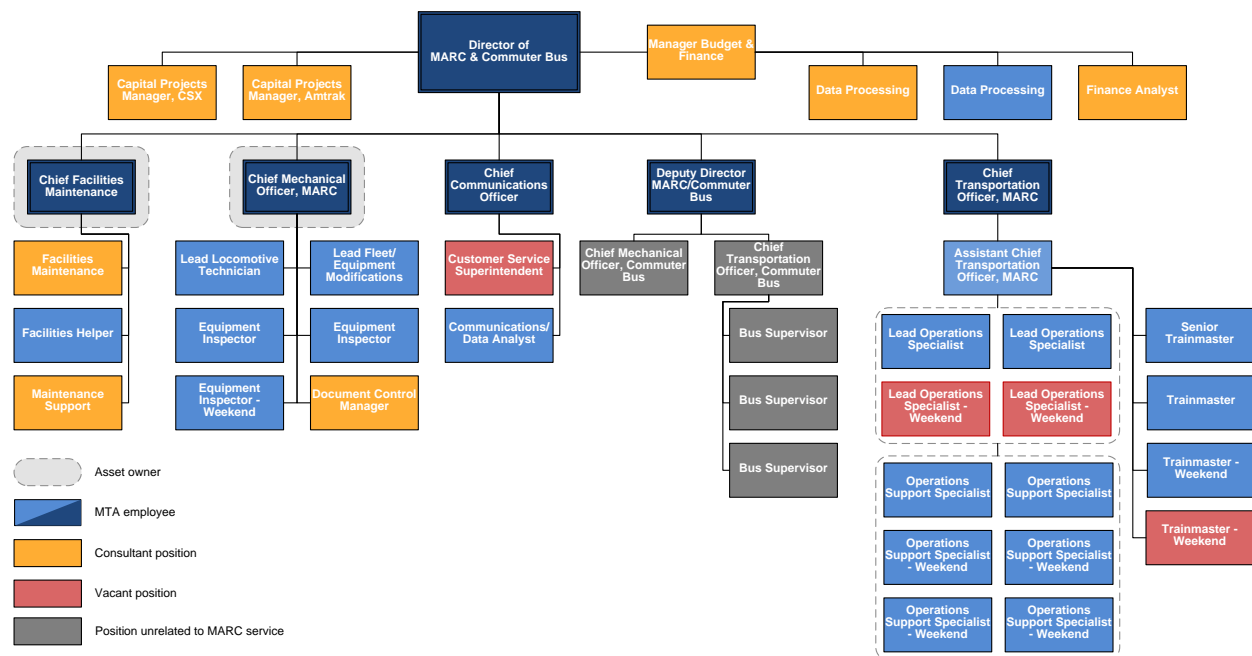 Director of
MARC & Commuter Bus
Manager Budget &
Finance
Capital Projects
Manager, CSX
Capital Projects
Manager, Amtrak
Data Processing
Data Processing
Finance Analyst
Chief Facilities
Maintenance
Chief Mechanical
Officer, MARC
Chief
Communications
Officer
Deputy Director
MARC/Commuter
Bus
Chief
Transportation
Officer, MARC
Facilities
Maintenance
Lead Locomotive
Technician
Lead Fleet/
Equipment
Modifications
Customer Service
Superintendent
Chief Mechanical
Officer, Commuter
Bus
Chief
Transportation
Officer, Commuter
Bus
Assistant Chief
Transportation
Officer, MARC
Facilities Helper
Equipment
Inspector
Equipment
Inspector
Communications/
Data Analyst
Bus Supervisor
Lead Operations
Specialist
Lead Operations
Specialist
Senior
Trainmaster
Maintenance
Support
Equipment
Inspector -
Weekend
Document Control
Manager
Bus Supervisor
Lead Operations
Specialist -
Weekend
Lead Operations
Specialist -
Weekend
Trainmaster
Bus Supervisor
Operations
Support Specialist
Operations
Support Specialist
Trainmaster -
Weekend
Operations
Support Specialist
- Weekend
Operations
Support Specialist
- Weekend
Trainmaster -
Weekend
Operations
Support Specialist
- Weekend
Operations
Support Specialist
- Weekend
Asset owner
MTA employee
Consultant position
Vacant position
Position unrelated to MARC service